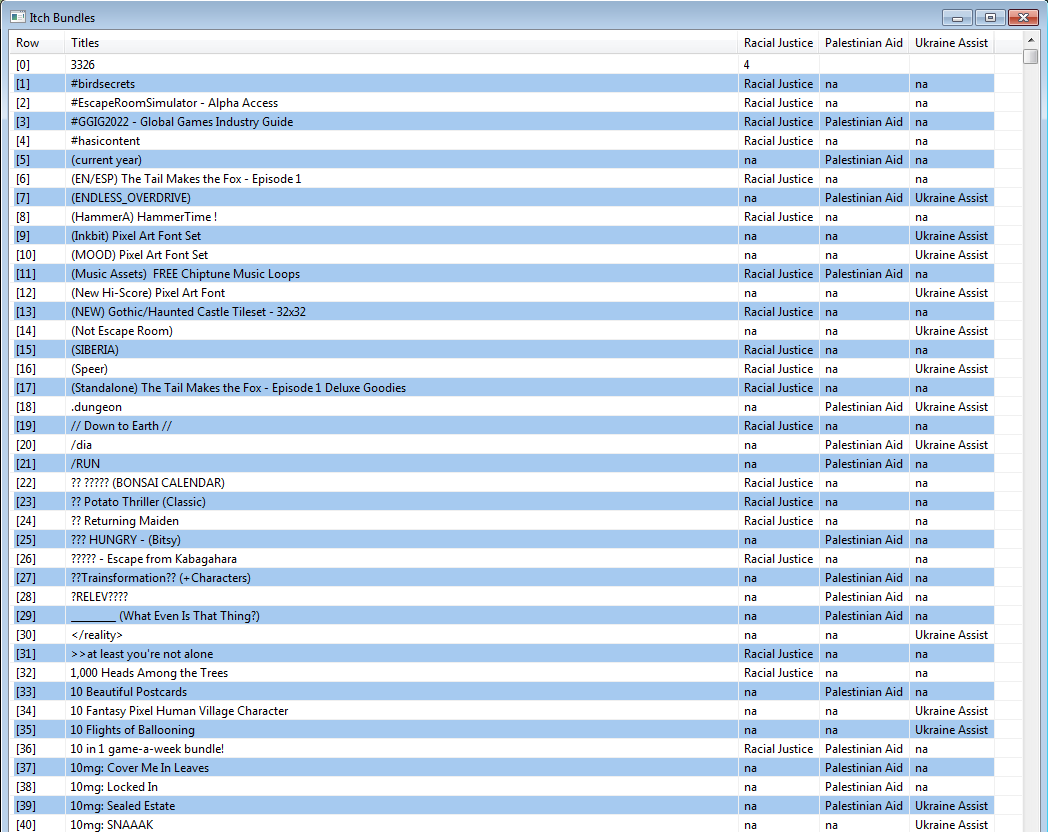 Itch Bundles
Row Titles Racial Justice Palestinian Aid Ukraine Assist
[0] 3326 4
[1] #birdsecrets Racial Justice na na
[2] #EscapeRoomSimulator - Alpha Access Racial Justice na na
[3] #GGIG2022 - Global Games Industry Guide Racial Justice Palestinian Aid na
[4] #hasicontent Racial Justice na na
[5] (current year) na Palestinian Aid na
[6] (EN/ESP) The Tail Makes the Fox - Episode 1 Racial Justice na na
[7] (ENDLESS_OVERDRIVE) na Palestinian Aid Ukraine Assist
[8] (HammerA) HammerTime ! Racial Justice na na
[9] (Inkbit) Pixel Art Font Set na na Ukraine Assist
[10] (MOOD) Pixel Art Font Set na na Ukraine Assist
[11] (Music Assets)  FREE Chiptune Music Loops Racial Justice Palestinian Aid na
[12] (New Hi-Score) Pixel Art Font na na Ukraine Assist
[13] (NEW) Gothic/Haunted Castle Tileset - 32x32 Racial Justice na na
[14] (Not Escape Room) na na Ukraine Assist
[15] (SIBERIA) Racial Justice na na
[16] (Speer) Racial Justice na Ukraine Assist
[17] (Standalone) The Tail Makes the Fox - Episode 1 Deluxe Goodies Racial Justice na na
[18] .dungeon na Palestinian Aid Ukraine Assist
[19] // Down to Earth // Racial Justice na na
[20] /dia na Palestinian Aid Ukraine Assist
[21] /RUN na Palestinian Aid na
[22] ?? ????? (BONSAI CALENDAR) Racial Justice na na
[23] ?? Potato Thriller (Classic) Racial Justice na na
[24] ?? Returning Maiden Racial Justice na na
[25] ??? HUNGRY - (Bitsy) na Palestinian Aid na
[26] ????? - Escape from Kabagahara Racial Justice na na
[27] ??Trainsformation?? (+Characters) na Palestinian Aid na
[28] ?RELEV???? na Palestinian Aid na
[29] ________ (What Even Is That Thing?) na Palestinian Aid na
[30] </reality> na na Ukraine Assist
[31] >>at least you're not alone Racial Justice na na
[32] 1,000 Heads Among the Trees Racial Justice na na
[33] 10 Beautiful Postcards na Palestinian Aid na
[34] 10 Fantasy Pixel Human Village Character na na Ukraine Assist
[35] 10 Flights of Ballooning na na Ukraine Assist
[36] 10 in 1 game-a-week bundle! Racial Justice Palestinian Aid na
[37] 10mg: Cover Me In Leaves na Palestinian Aid na
[38] 10mg: Locked In na Palestinian Aid na
[39] 10mg: Sealed Estate na Palestinian Aid Ukraine Assist
[40] 10mg: SNAAAK na na Ukraine Assist